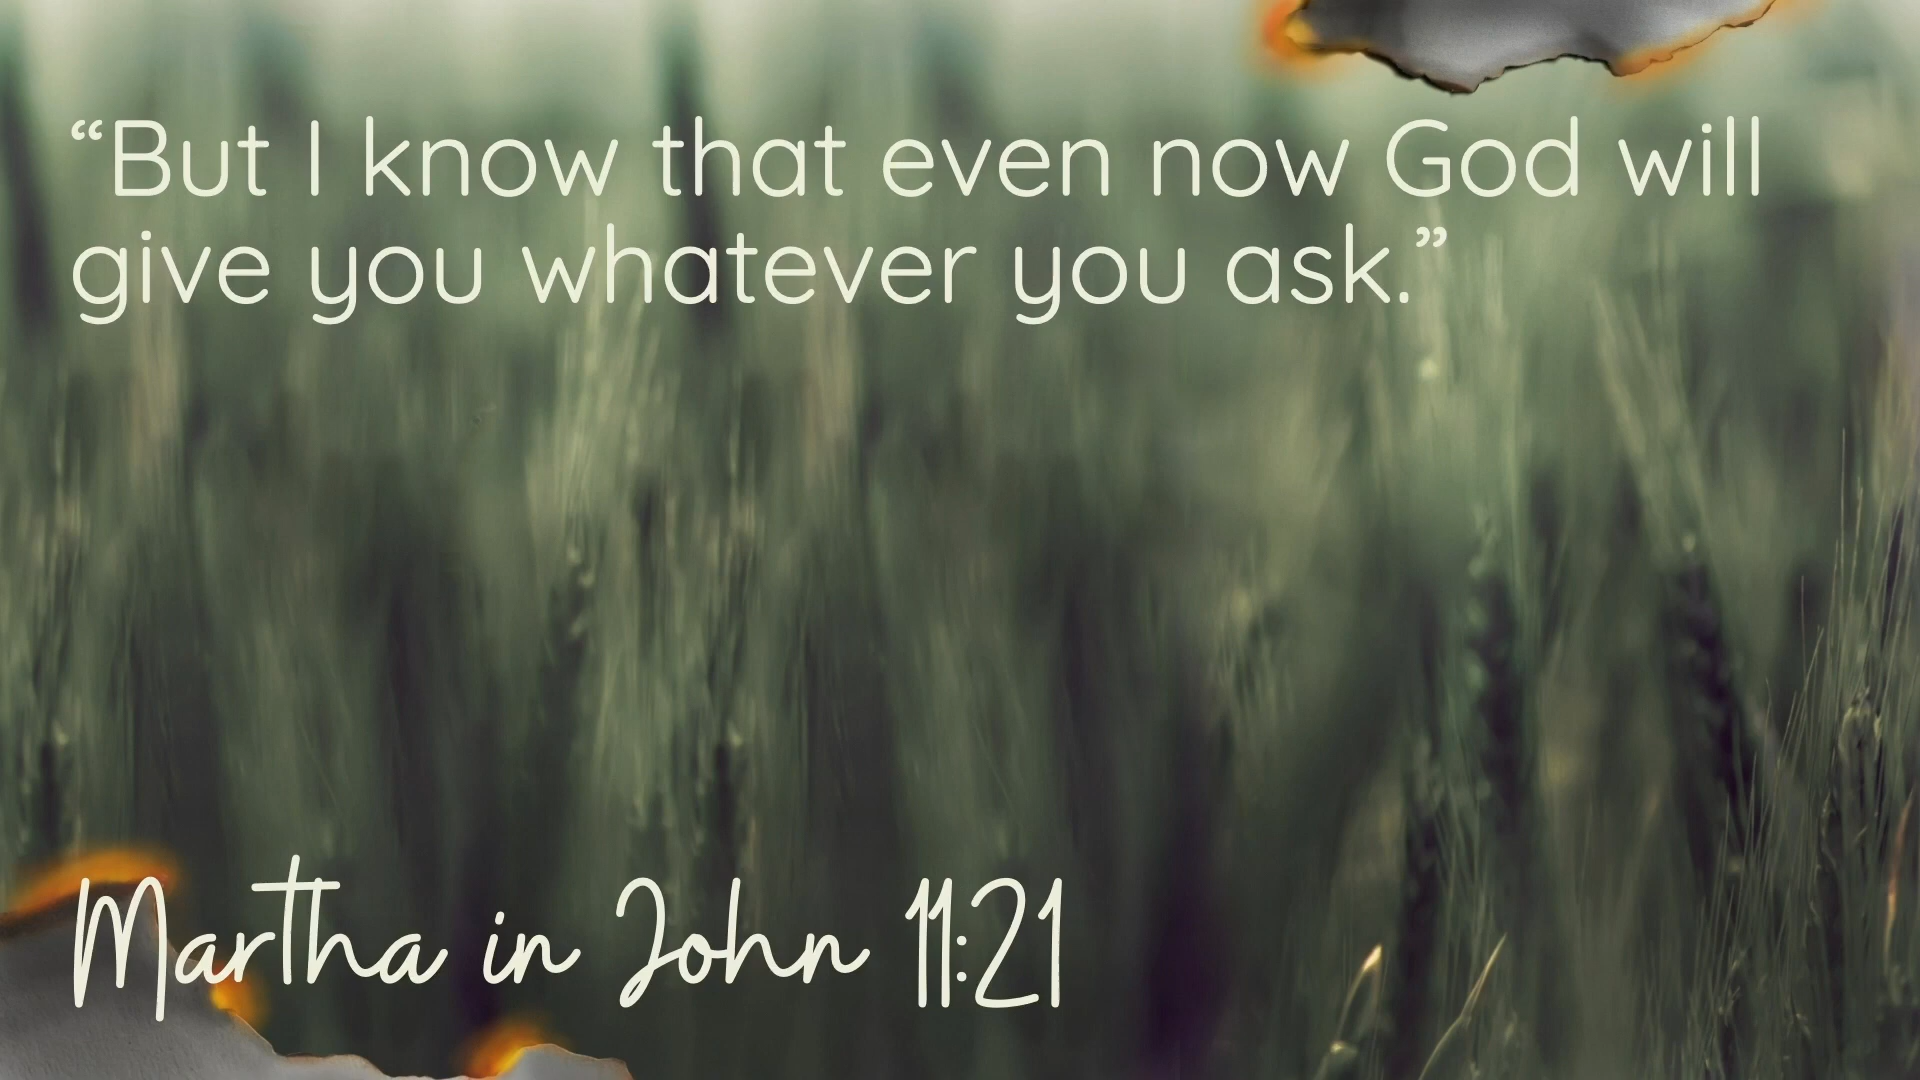 “But I know that even now God will
give you whatever you ask.”
Martha in John 11:21